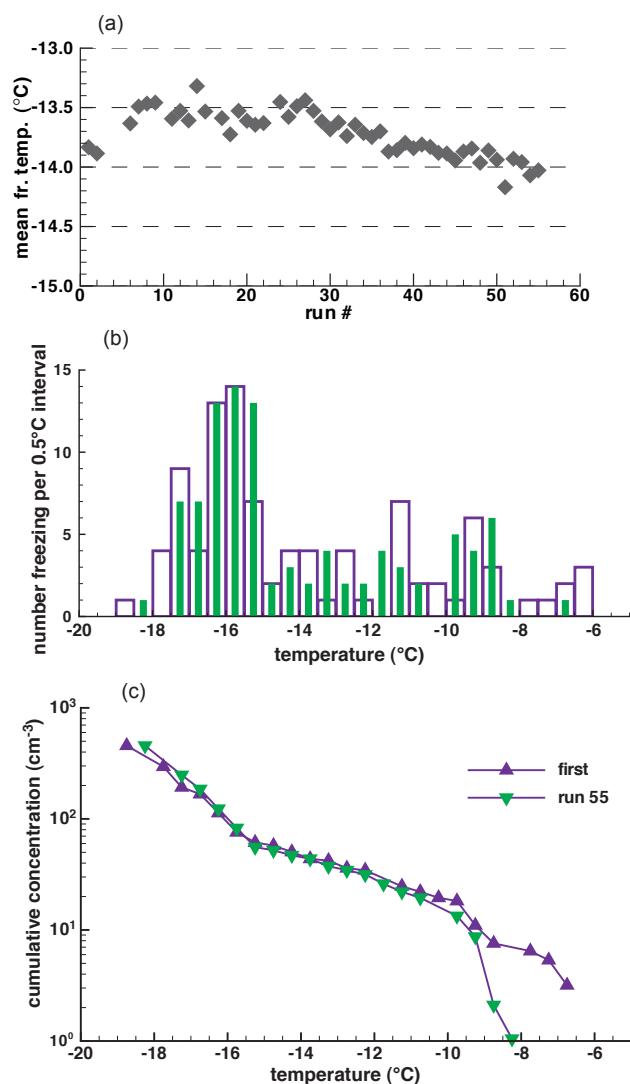 (a)
mean fr. temp. (°C)
-13.0
-13.5
-14.0
-14.5
-15.0
0 10 20 30 40 50 60
run #
(b)
number freezing per 0.5°C interval
15
10
5
0
-20 -18 -16 -14 -12 -10 -8 -6
temperature (°C)
(c)
cumulative concentration (cm⁻³)
10³
10²
10¹
10⁰
first
run 55
-20 -18 -16 -14 -12 -10 -8 -6
temperature (°C)